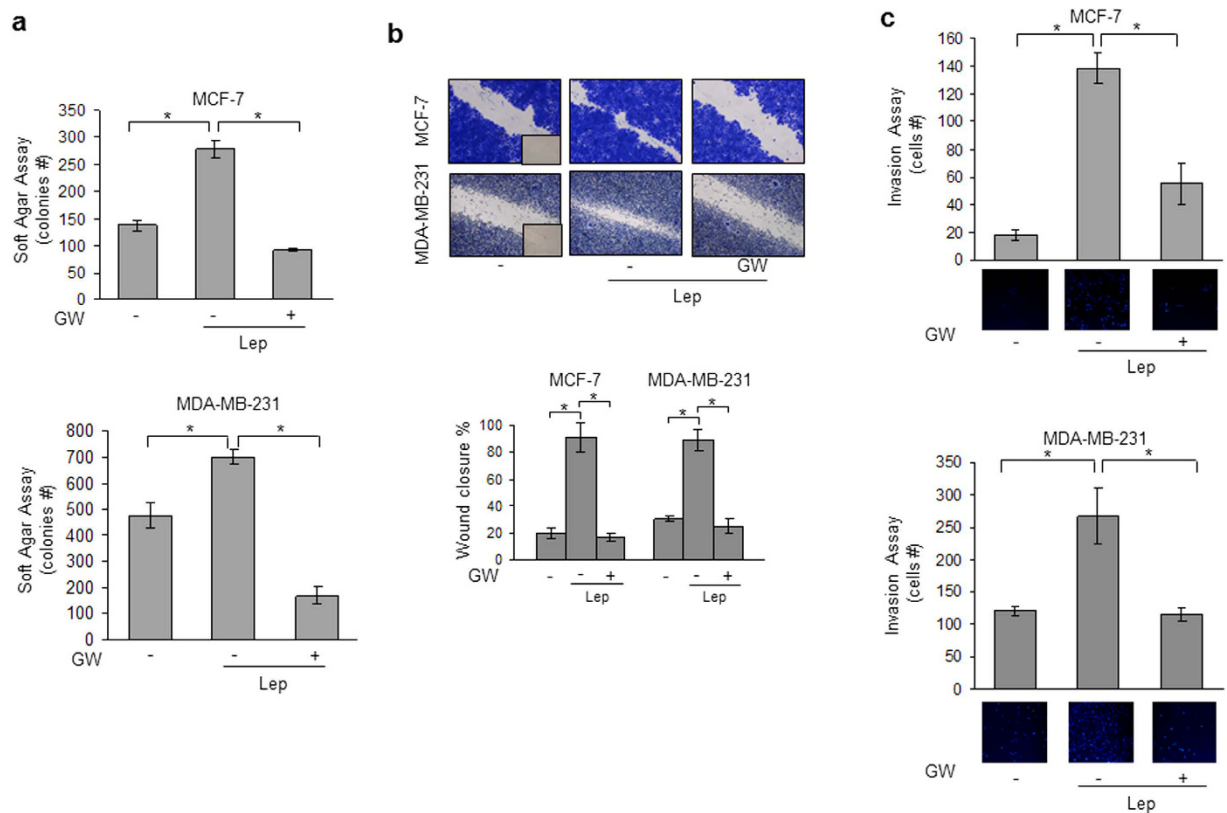 a
MCF-7
Soft Agar Assay
(colonies #)
350
300
250
200
150
100
50
0
* *
GW - - +
Lep
MDA-MB-231
Soft Agar Assay
(colonies #)
800
700
600
500
400
300
200
100
0
* *
GW - - +
Lep
b
MCF-7
MDA-MB-231
- - GW
Lep
MCF-7 MDA-MB-231
Wound closure %
100
80
60
40
20
0
* * * *
GW - - + - - +
Lep Lep
c
MCF-7
Invasion Assay
(cells #)
160
140
120
100
80
60
40
20
0
* *
GW - - +
Lep
MDA-MB-231
Invasion Assay
(cells #)
350
300
250
200
150
100
50
0
* *
GW - - +
Lep